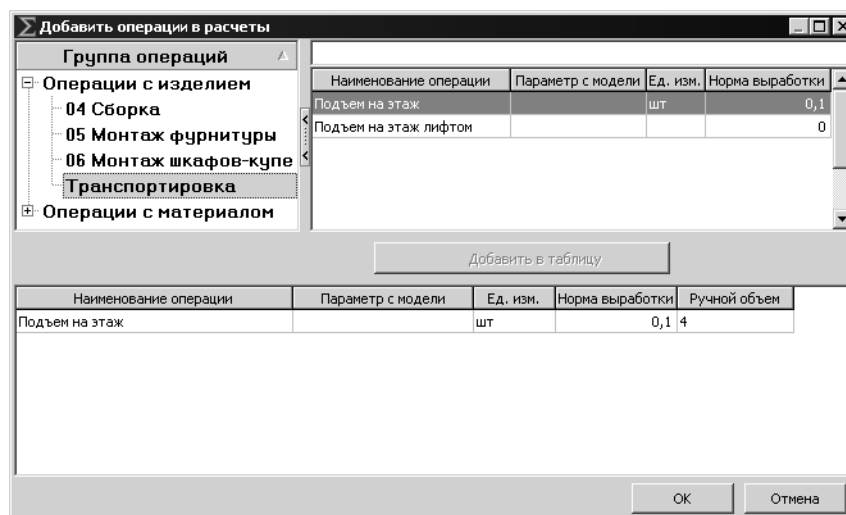 Добавить операции в расчеты
Группа операций
Операции с изделием
04 Сборка
05 Монтаж фурнитуры
06 Монтаж шкафов-купе
Транспортировка
Операции с материалом
Наименование операции Параметр с модели Ед. изм. Норма выработки
Подъем на этаж шт 0,1
Подъем на этаж лифтом 0
Добавить в таблицу
Наименование операции Параметр с модели Ед. изм. Норма выработки Ручной объем
Подъем на этаж шт 0,1 4
OK Отмена